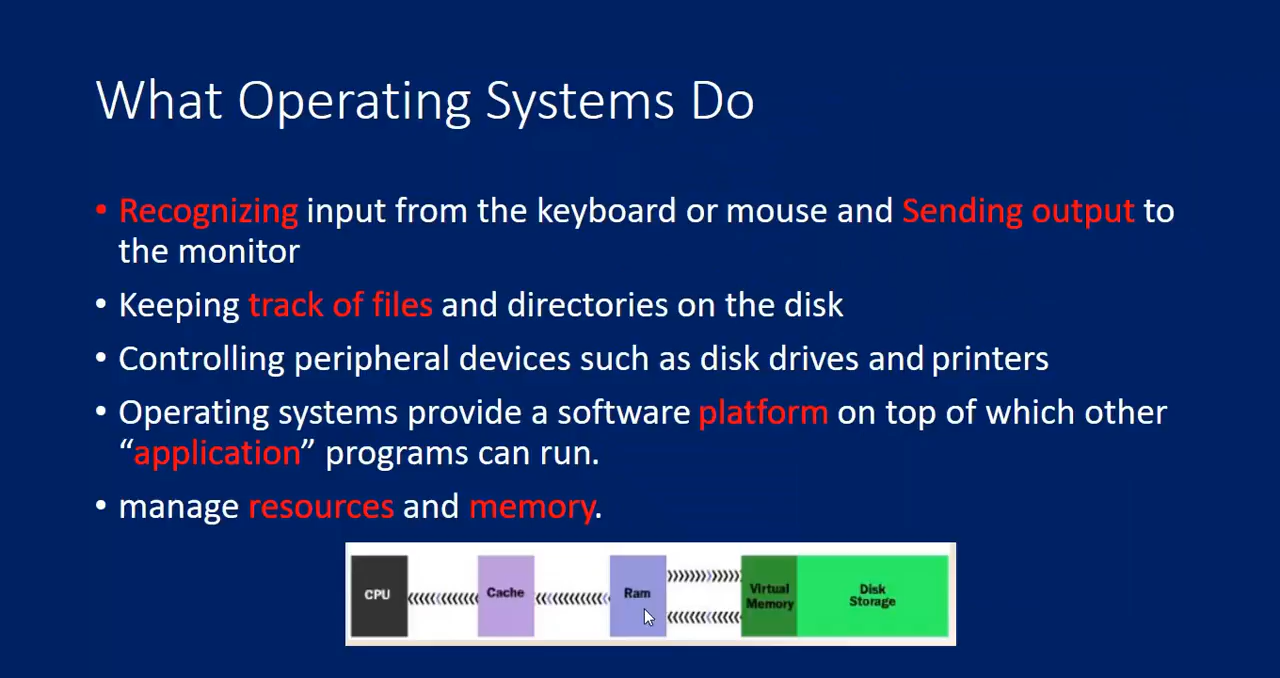 What Operating Systems Do
• Recognizing input from the keyboard or mouse and Sending output to
the monitor
• Keeping track of files and directories on the disk
• Controlling peripheral devices such as disk drives and printers
• Operating systems provide a software platform on top of which other
“application” programs can run.
• manage resources and memory.
CPU
Cache
Ram
Virtual
Memory
Disk
Storage